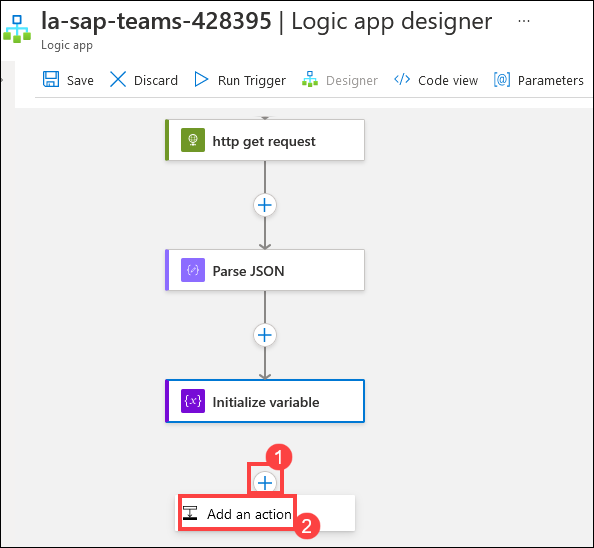 la-sap-teams-428395 | Logic app designer ...
Logic app
Save Discard Run Trigger Designer </> Code view [@] Parameters
http get request
Parse JSON
{x} Initialize variable
1
Add an action
2